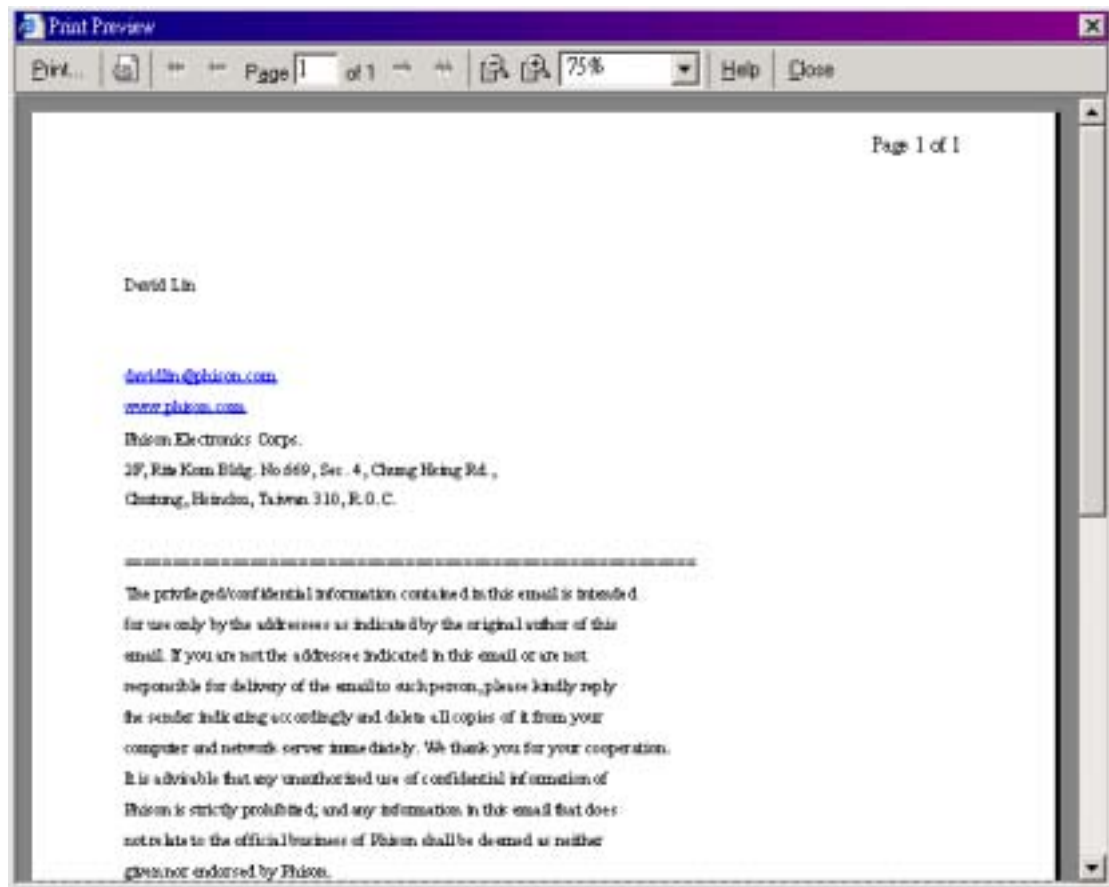 Print Preview
Print... Page 1 of 1 75% Help Close
Page 1 of 1
David Lin
davidlin@phison.com
www.phison.com
Phison Electronics Corps.
2F, Rite Kom Bldg. No 669, Sec. 4, Chung Hsing Rd.,
Chutung, Hsinchu, Taiwan 310, R.O.C.
============================================================
The privileged/confidential information contained in this email is intended
for use only by the addressees as indicated by the original author of this
email. If you are not the addressee indicated in this email or are not
responsible for delivery of the email to such person, please kindly reply
the sender indicating accordingly and delete all copies of it from your
computer and network server immediately. We thank you for your cooperation.
It is advisable that any unauthorized use of confidential information of
Phison is strictly prohibited; and any information in this email that does
not relate to the official business of Phison shall be deemed as neither
given nor endorsed by Phison.